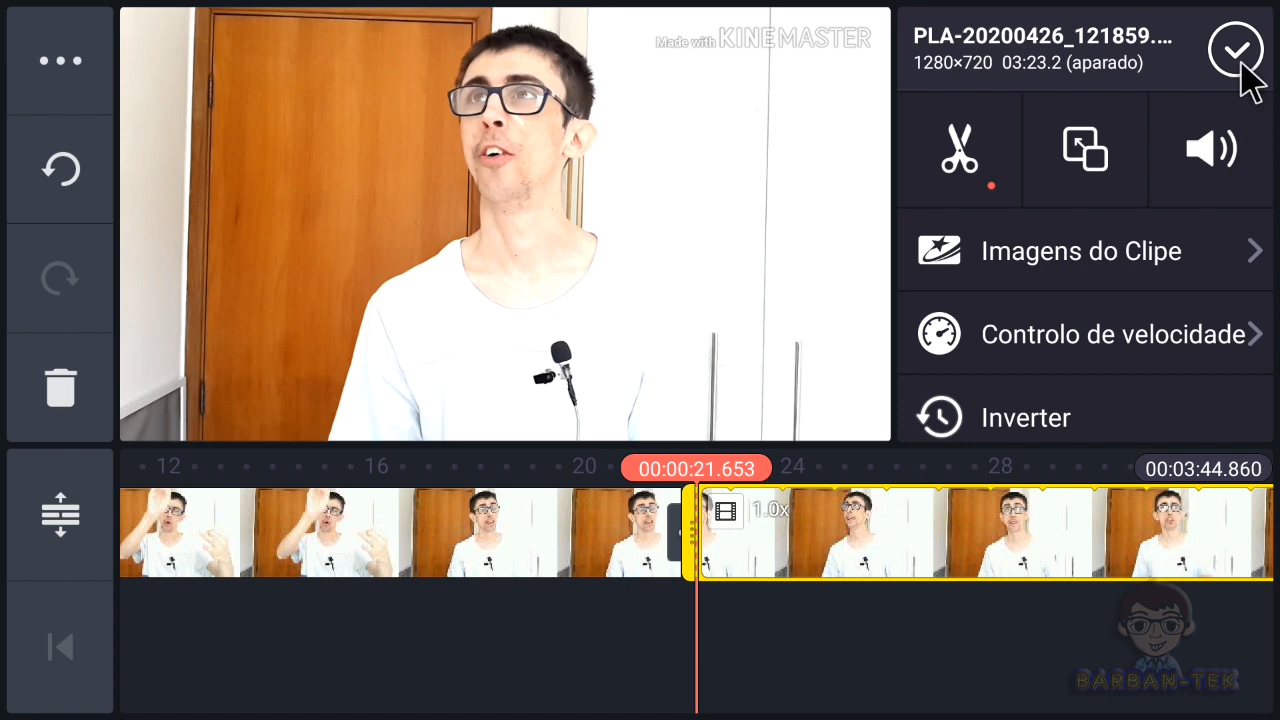 Made with KINEMASTER
PLA-20200426_121859....
1280×720 03:23.2 (aparado)
Imagens do Clipe
Controlo de velocidade
Inverter
12
16
20
00:00:21.653
24
28
00:03:44.860
1.0x
BARBAN-TEK